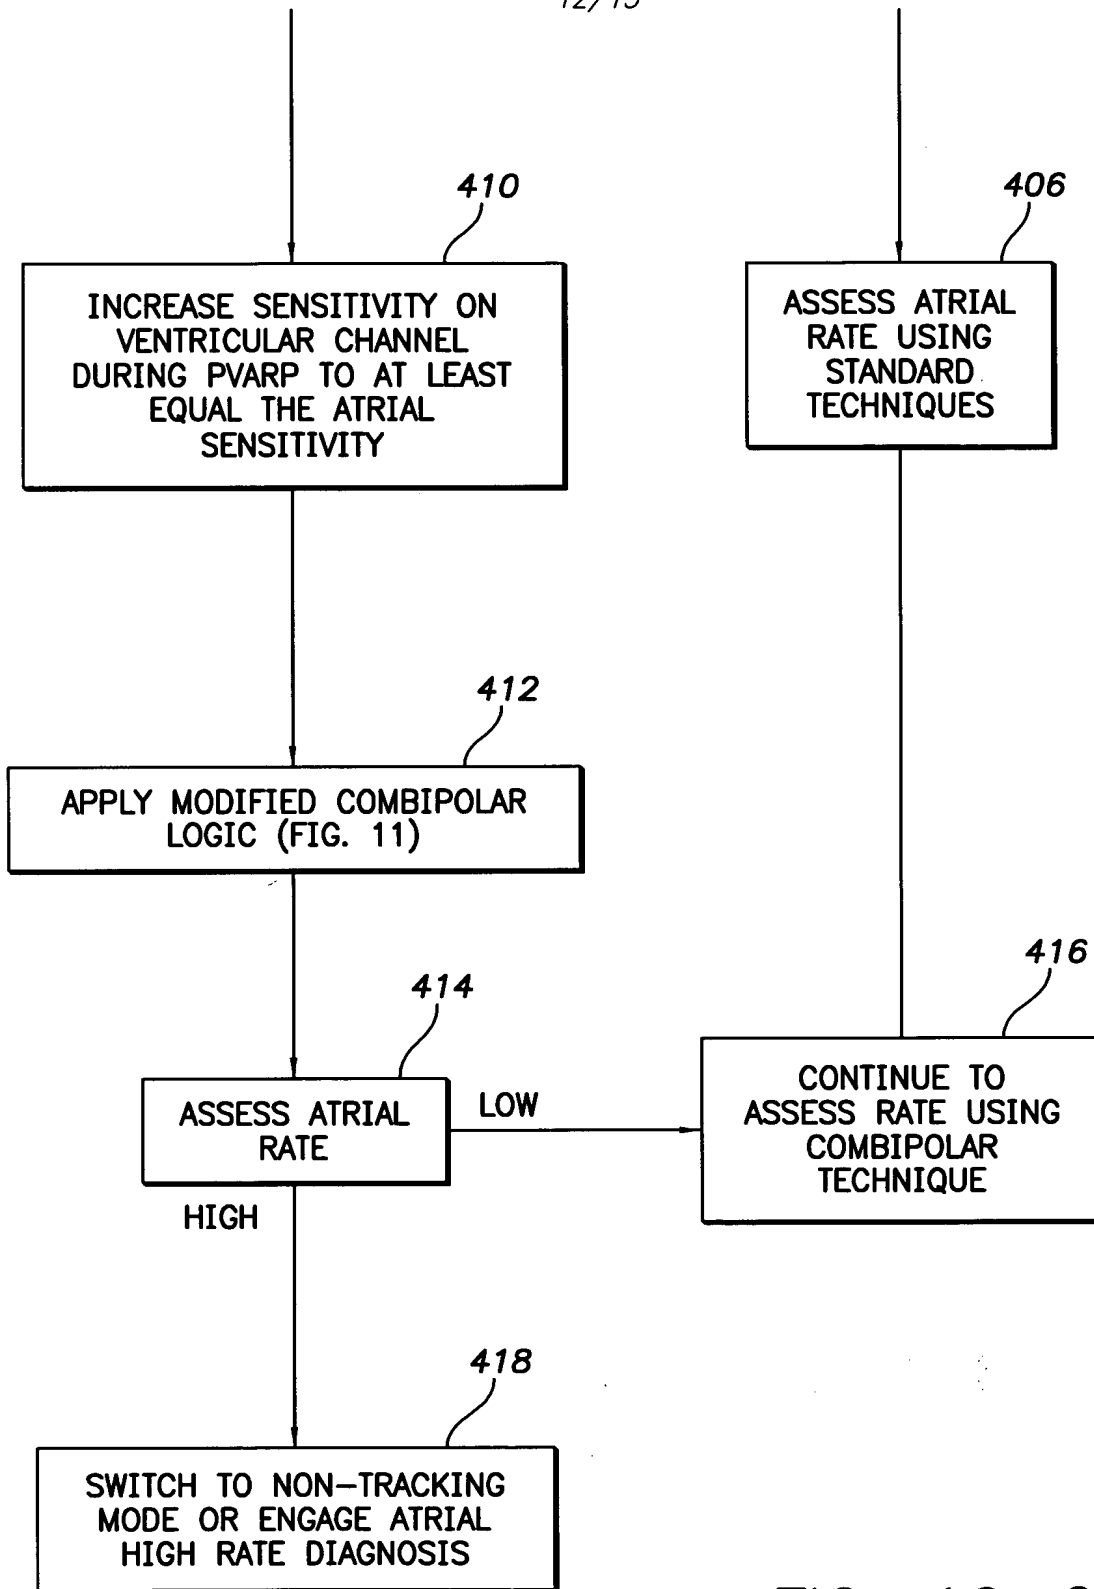 410
INCREASE SENSITIVITY ON
VENTRICULAR CHANNEL
DURING PVARP TO AT LEAST
EQUAL THE ATRIAL
SENSITIVITY
406
ASSESS ATRIAL
RATE USING
STANDARD
TECHNIQUES
412
APPLY MODIFIED COMBIPOLAR
LOGIC (FIG. 11)
414
ASSESS ATRIAL
RATE
LOW
HIGH
416
CONTINUE TO
ASSESS RATE USING
COMBIPOLAR
TECHNIQUE
418
SWITCH TO NON-TRACKING
MODE OR ENGAGE ATRIAL
HIGH RATE DIAGNOSIS